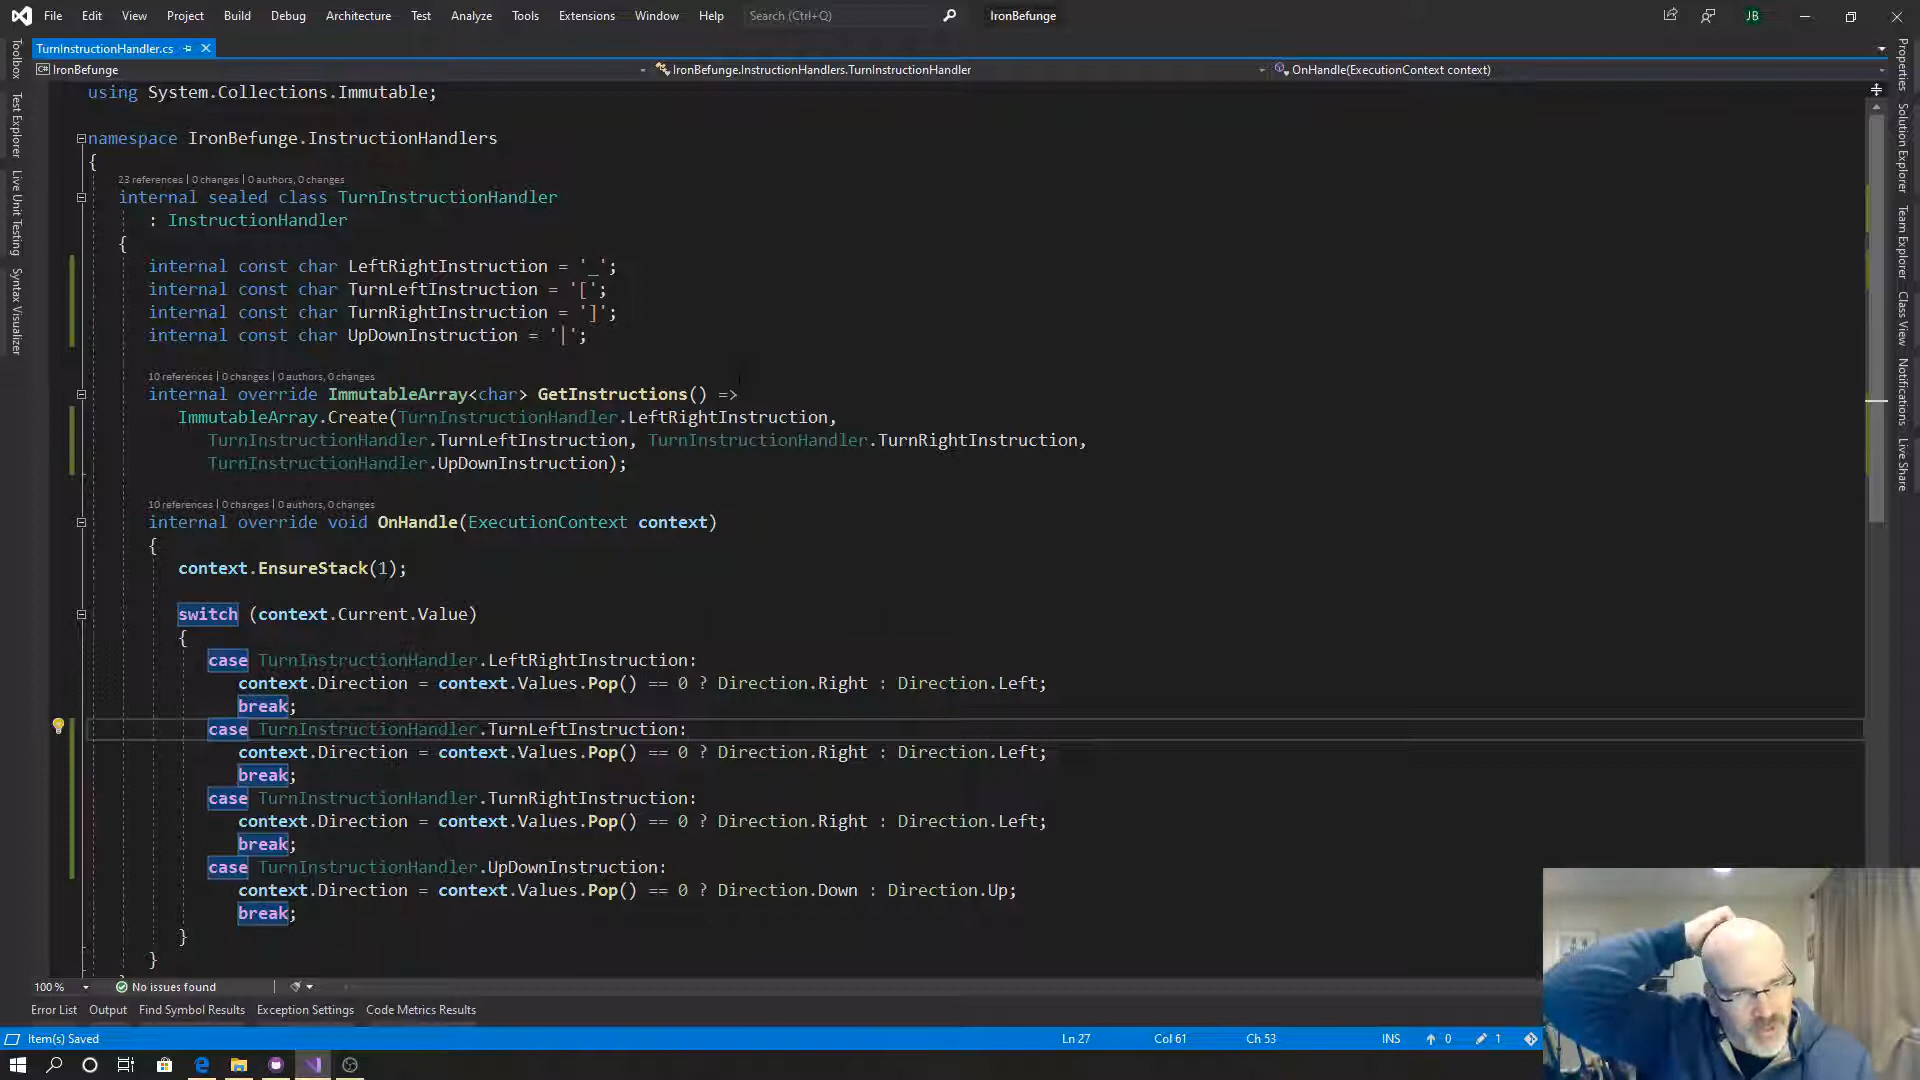 File Edit View Project Build Debug Architecture Test Analyze Tools Extensions Window Help Search (Ctrl+Q) IronBefunge JB
TurnInstructionHandler.cs
IronBefunge IronBefunge.InstructionHandlers.TurnInstructionHandler OnHandle(ExecutionContext context)
using System.Collections.Immutable;
namespace IronBefunge.InstructionHandlers
{
23 references | 0 changes | 0 authors, 0 changes
internal sealed class TurnInstructionHandler
: InstructionHandler
{
internal const char LeftRightInstruction = '_';
internal const char TurnLeftInstruction = '[';
internal const char TurnRightInstruction = ']';
internal const char UpDownInstruction = '|';
10 references | 0 changes | 0 authors, 0 changes
internal override ImmutableArray<char> GetInstructions() =>
ImmutableArray.Create(TurnInstructionHandler.LeftRightInstruction,
TurnInstructionHandler.TurnLeftInstruction, TurnInstructionHandler.TurnRightInstruction,
TurnInstructionHandler.UpDownInstruction);
10 references | 0 changes | 0 authors, 0 changes
internal override void OnHandle(ExecutionContext context)
{
context.EnsureStack(1);
switch (context.Current.Value)
{
case TurnInstructionHandler.LeftRightInstruction:
context.Direction = context.Values.Pop() == 0 ? Direction.Right : Direction.Left;
break;
case TurnInstructionHandler.TurnLeftInstruction:
context.Direction = context.Values.Pop() == 0 ? Direction.Right : Direction.Left;
break;
case TurnInstructionHandler.TurnRightInstruction:
context.Direction = context.Values.Pop() == 0 ? Direction.Right : Direction.Left;
break;
case TurnInstructionHandler.UpDownInstruction:
context.Direction = context.Values.Pop() == 0 ? Direction.Down : Direction.Up;
break;
}
}
100 % No issues found
Error List Output Find Symbol Results Exception Settings Code Metrics Results
Item(s) Saved Ln 27 Col 61 Ch 53 INS 0 1
Toolbox
Test Explorer
Live Unit Testing
Syntax Visualizer
Properties
Solution Explorer
Team Explorer
Class View
Notifications
Live Share